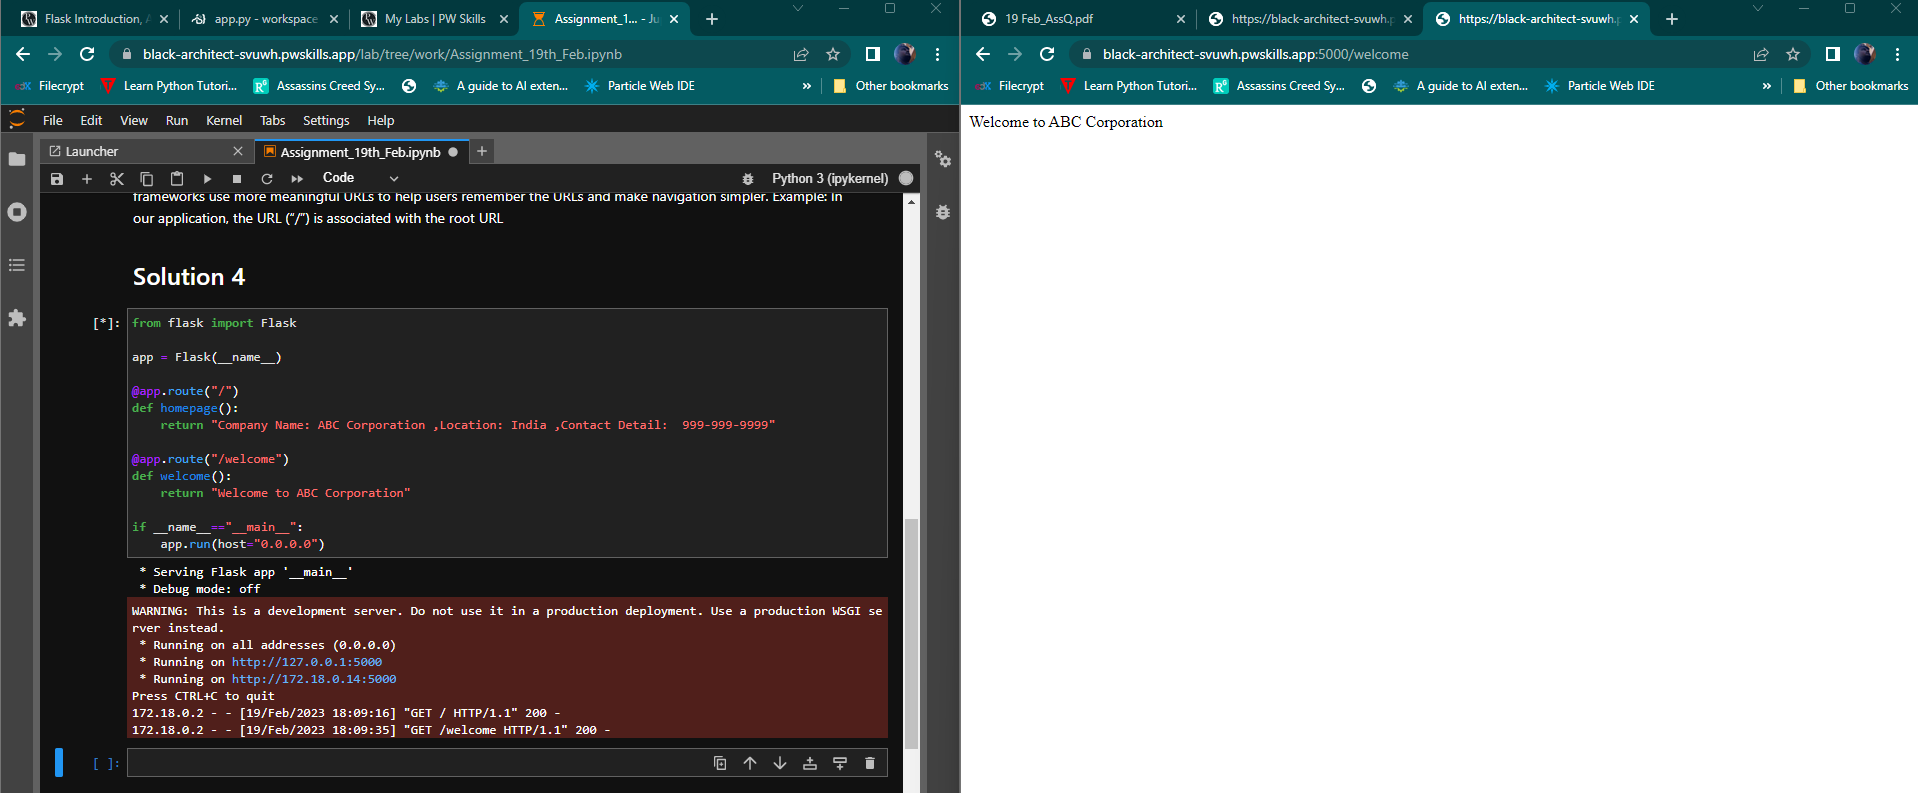 Flask Introduction, A
app.py - workspace
My Labs | PW Skills
Assignment_1... - Ju
black-architect-svuwh.pwskills.app/lab/tree/work/Assignment_19th_Feb.ipynb
Filecrypt
Learn Python Tutori...
RG
Assassins Creed Sy...
A guide to AI exten...
Particle Web IDE
»
Other bookmarks
File Edit View Run Kernel Tabs Settings Help
Launcher
Assignment_19th_Feb.ipynb
Code
Python 3 (ipykernel)
frameworks use more meaningful URLs to help users remember the URLs and make navigation simpler. Example: In
our application, the URL (“/”) is associated with the root URL
Solution 4
[*]:
from flask import Flask
app = Flask(__name__)
@app.route("/")
def homepage():
    return "Company Name: ABC Corporation ,Location: India ,Contact Detail:  999-999-9999"
@app.route("/welcome")
def welcome():
    return "Welcome to ABC Corporation"
if __name__=="__main__":
    app.run(host="0.0.0.0")
* Serving Flask app '__main__'
* Debug mode: off
WARNING: This is a development server. Do not use it in a production deployment. Use a production WSGI se
rver instead.
* Running on all addresses (0.0.0.0)
* Running on http://127.0.0.1:5000
* Running on http://172.18.0.14:5000
Press CTRL+C to quit
172.18.0.2 - - [19/Feb/2023 18:09:16] "GET / HTTP/1.1" 200 -
172.18.0.2 - - [19/Feb/2023 18:09:35] "GET /welcome HTTP/1.1" 200 -
[ ]:
19 Feb_AssQ.pdf
https://black-architect-svuwh.p
https://black-architect-svuwh.p
black-architect-svuwh.pwskills.app:5000/welcome
Filecrypt
Learn Python Tutori...
RG
Assassins Creed Sy...
A guide to AI exten...
Particle Web IDE
»
Other bookmarks
Welcome to ABC Corporation